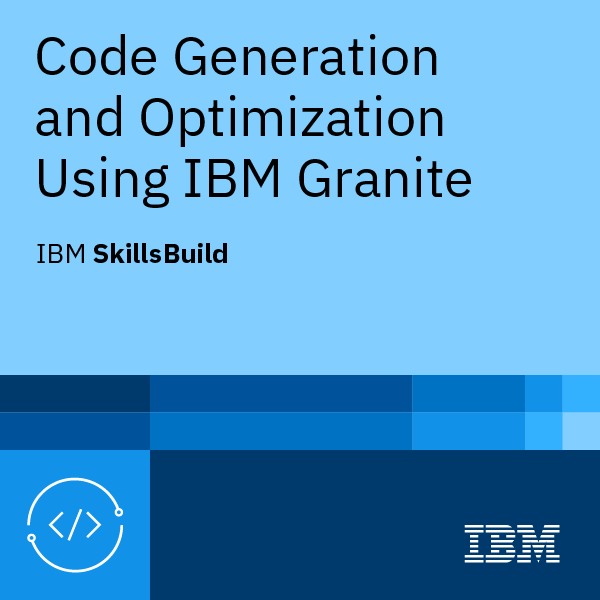 Code Generation
and Optimization
Using IBM Granite
IBM SkillsBuild
</>
IBM